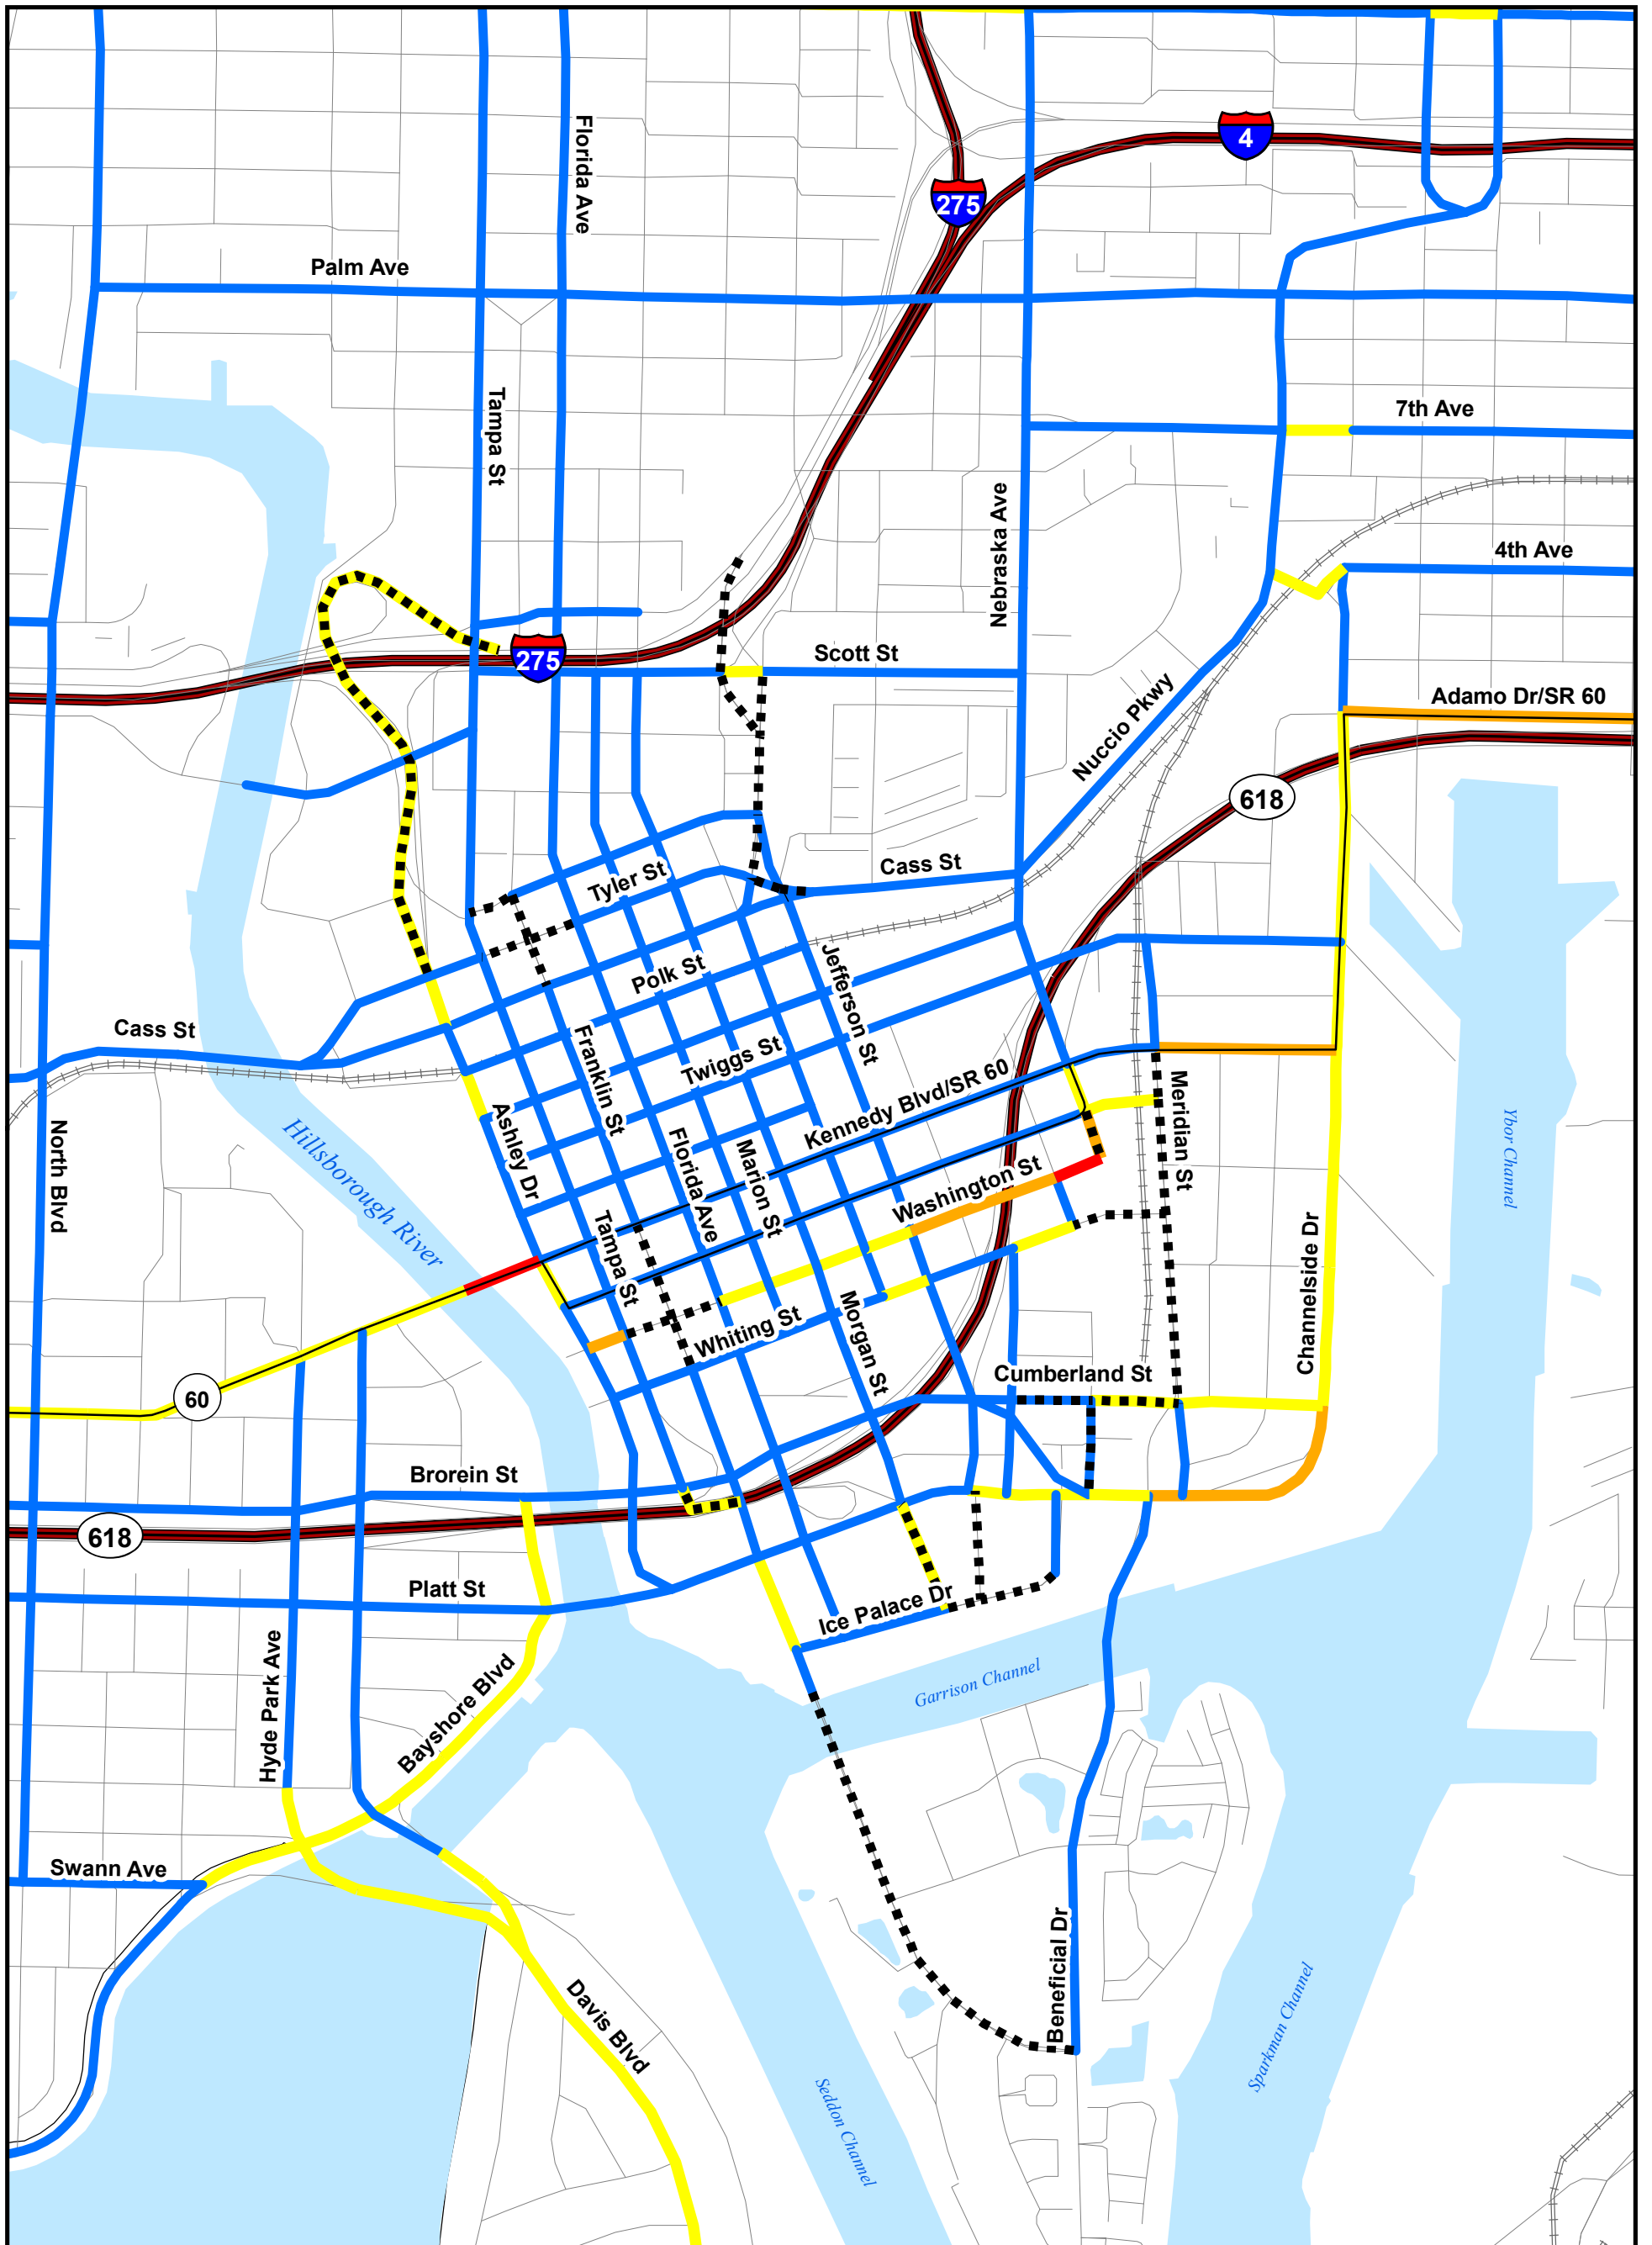 Florida Ave
4
275
Palm Ave
Tampa St
7th Ave
Nebraska Ave
4th Ave
275
Scott St
Adamo Dr/SR 60
Nuccio Pkwy
618
Tyler St
Cass St
Polk St
Jefferson St
Cass St
Franklin St
Twiggs St
Kennedy Blvd/SR 60
Meridian St
Ybor Channel
Ashley Dr
North Blvd
Hillsborough River
Florida Ave
Marion St
Washington St
Channelside Dr
Tampa St
Whiting St
Morgan St
Cumberland St
60
Brorein St
618
Platt St
Ice Palace Dr
Hyde Park Ave
Bayshore Blvd
Garrison Channel
Swann Ave
Beneficial Dr
Davis Blvd
Sparkman Channel
Seddon Channel